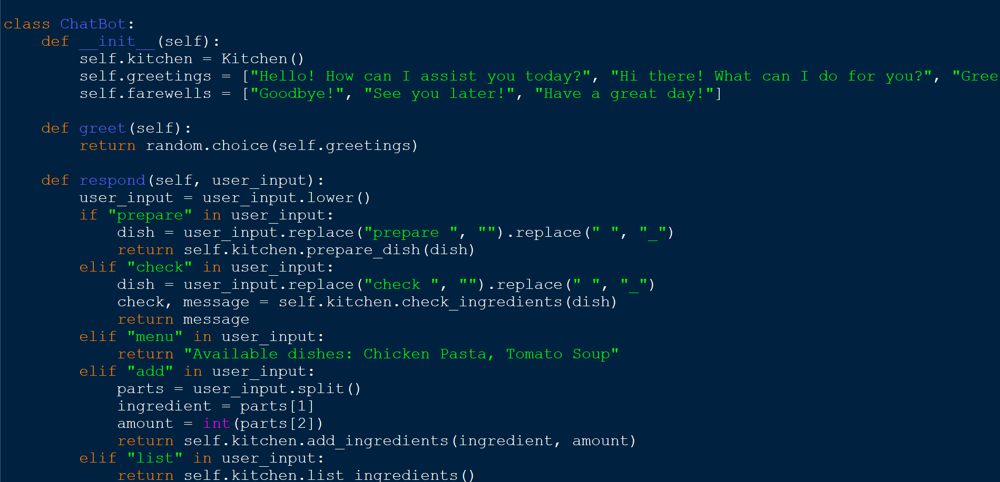 class ChatBot:
    def __init__(self):
        self.kitchen = Kitchen()
        self.greetings = ["Hello! How can I assist you today?", "Hi there! What can I do for you?", "Gree
        self.farewells = ["Goodbye!", "See you later!", "Have a great day!"]

    def greet(self):
        return random.choice(self.greetings)

    def respond(self, user_input):
        user_input = user_input.lower()
        if "prepare" in user_input:
            dish = user_input.replace("prepare ", "").replace(" ", "_")
            return self.kitchen.prepare_dish(dish)
        elif "check" in user_input:
            dish = user_input.replace("check ", "").replace(" ", "_")
            check, message = self.kitchen.check_ingredients(dish)
            return message
        elif "menu" in user_input:
            return "Available dishes: Chicken Pasta, Tomato Soup"
        elif "add" in user_input:
            parts = user_input.split()
            ingredient = parts[1]
            amount = int(parts[2])
            return self.kitchen.add_ingredients(ingredient, amount)
        elif "list" in user_input:
            return self.kitchen.list_ingredients()